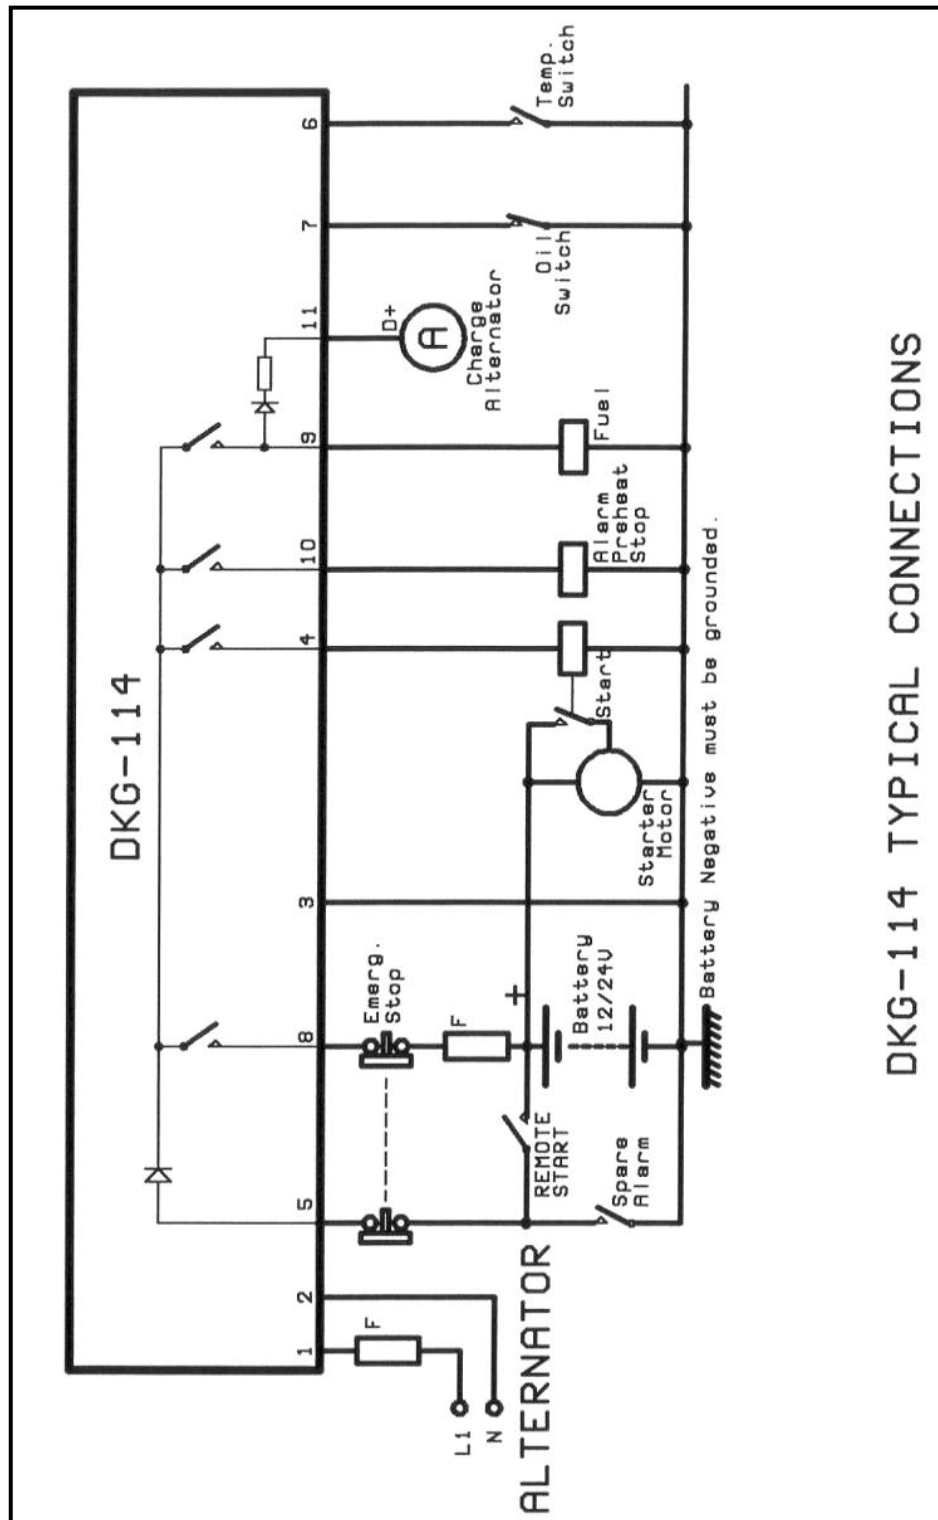 DKG-114
1
2
5
8
3
4
10
9
11
7
6
F
L1
N
ALTERNATOR
Emerg.
Stop
F
+
REMOTE
START
Spare
Alarm
Battery
12/24V
Starter
Motor
Start
Alarm
Preheat
Stop
Fuel
D+
A
Charge
Alternator
Oil
Switch
Temp.
Switch
Battery Negative must be grounded.
DKG-114 TYPICAL CONNECTIONS